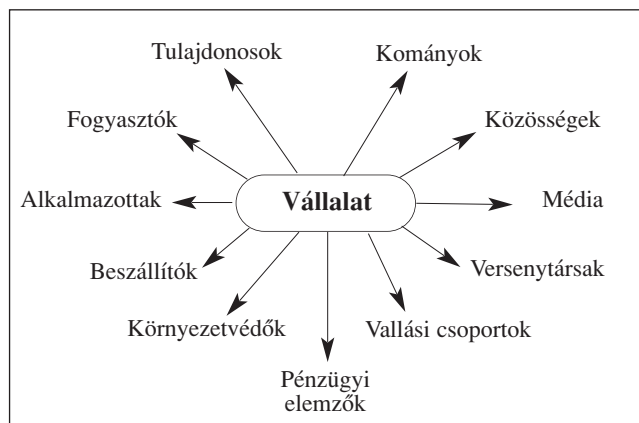 Tulajdonosok
Kományok
Fogyasztók
Közösségek
Alkalmazottak
Vállalat
Média
Beszállítók
Versenytársak
Környezetvédők
Vallási csoportok
Pénzügyi
elemzők